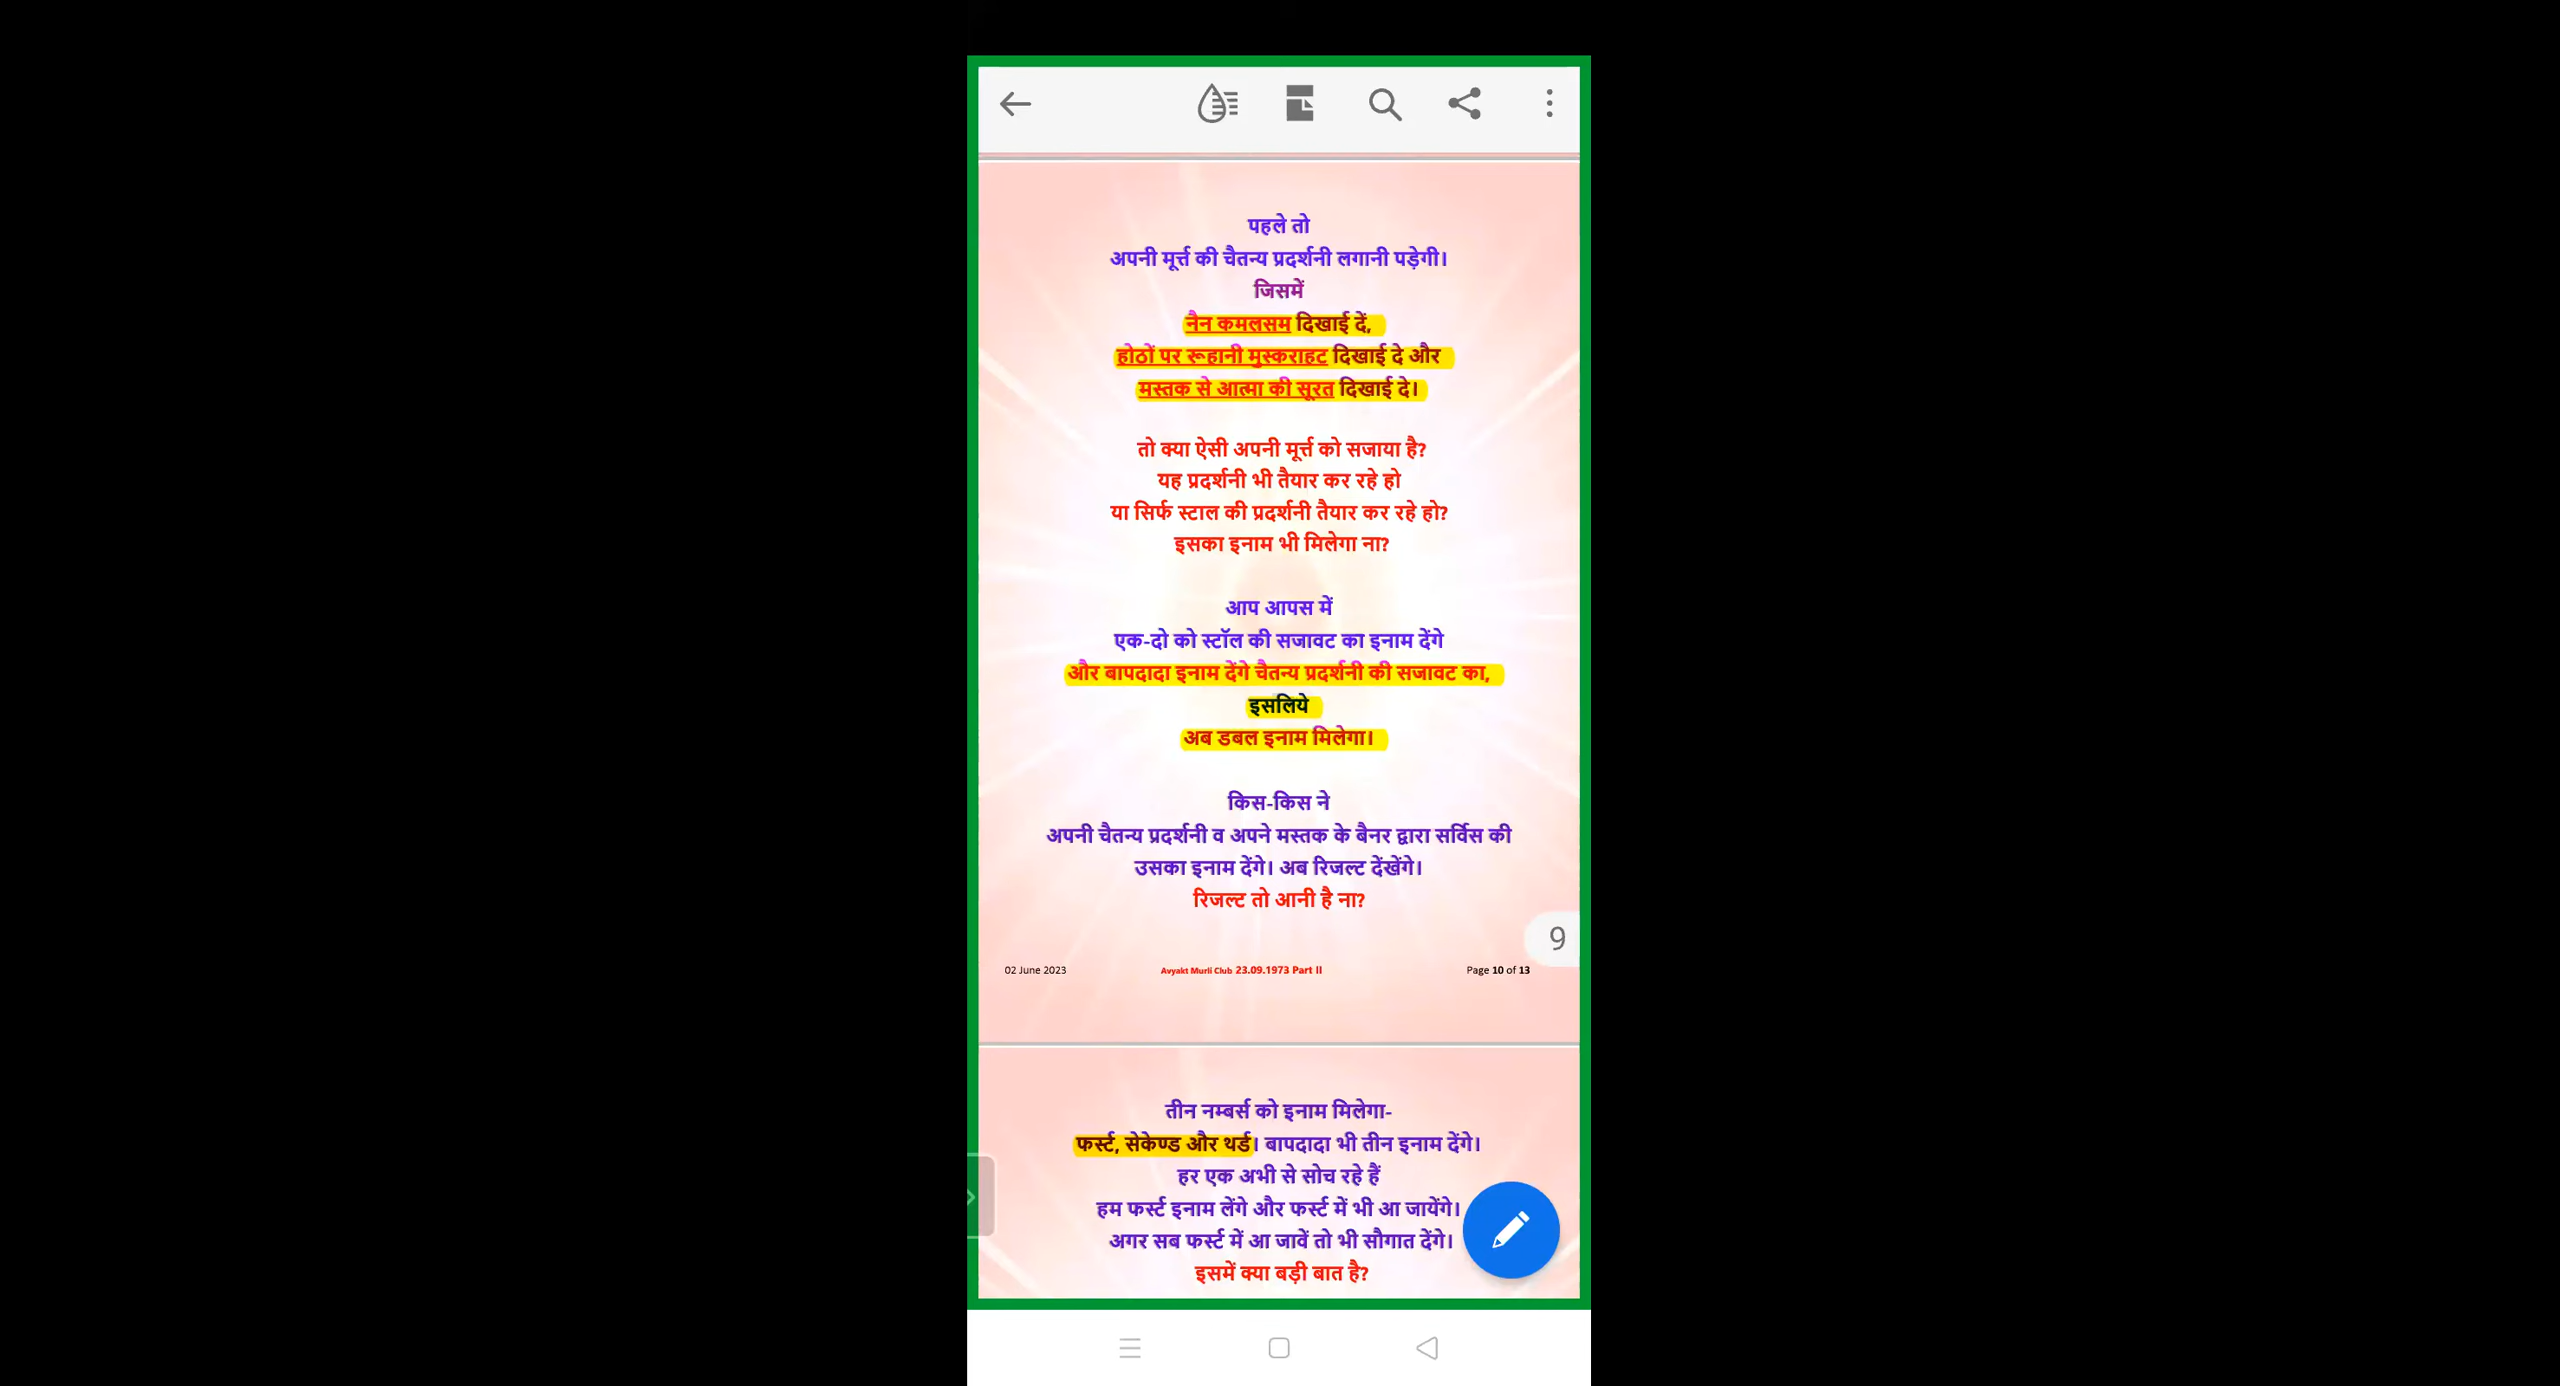 पहले तो
अपनी मूर्त्त की चैतन्य प्रदर्शनी लगानी पड़ेगी।
जिसमें
नैन कमलसम दिखाई दें,
होठों पर रूहानी मुस्कराहट दिखाई दे और
मस्तक से आत्मा की सूरत दिखाई दे।
तो क्या ऐसी अपनी मूर्त्त को सजाया है?
यह प्रदर्शनी भी तैयार कर रहे हो
या सिर्फ स्टाल की प्रदर्शनी तैयार कर रहे हो?
इसका इनाम भी मिलेगा ना?
आप आपस में
एक-दो को स्टॉल की सजावट का इनाम देंगे
और बापदादा इनाम देंगे चैतन्य प्रदर्शनी की सजावट का,
इसलिये
अब डबल इनाम मिलेगा।
किस-किस ने
अपनी चैतन्य प्रदर्शनी व अपने मस्तक के बैनर द्वारा सर्विस की
उसका इनाम देंगे। अब रिजल्ट देंखेंगे।
रिजल्ट तो आनी है ना?
9
02 June 2023 Avyakt Murli Club 23.09.1973 Part II Page 10 of 13
तीन नम्बर्स को इनाम मिलेगा-
फर्स्ट, सेकेण्ड और थर्ड। बापदादा भी तीन इनाम देंगे।
हर एक अभी से सोच रहे हैं
हम फर्स्ट इनाम लेंगे और फर्स्ट में भी आ जायेंगे।
अगर सब फर्स्ट में आ जावें तो भी सौगात देंगे।
इसमें क्या बड़ी बात है?